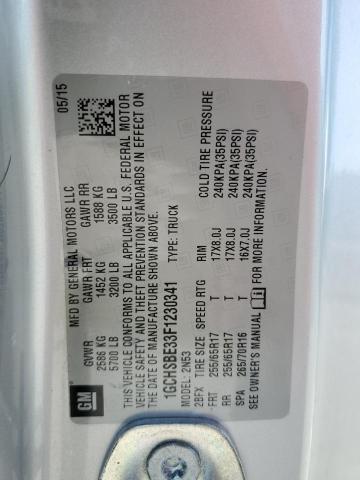 GM
MFD BY GENERAL MOTORS LLC 05/15
GVWR GAWR FRT GAWR RR
2586 KG 1452 KG 1588 KG
5700 LB 3200 LB 3500 LB
THIS VEHICLE CONFORMS TO ALL APPLICABLE U.S. FEDERAL MOTOR
VEHICLE SAFETY AND THEFT PREVENTION STANDARDS IN EFFECT ON
THE DATE OF MANUFACTURE SHOWN ABOVE.
1GCHSBE33F1230341 TYPE: TRUCK
MODEL: 2N53
2BFX TIRE SIZE SPEED RTG RIM COLD TIRE PRESSURE
FRT 255/65R17 T 17X8.0J 240KPA(35PSI)
RR 255/65R17 T 17X8.0J 240KPA(35PSI)
SPA 265/70R16 T 16X7.0J 240KPA(35PSI)
SEE OWNER'S MANUAL FOR MORE INFORMATION.